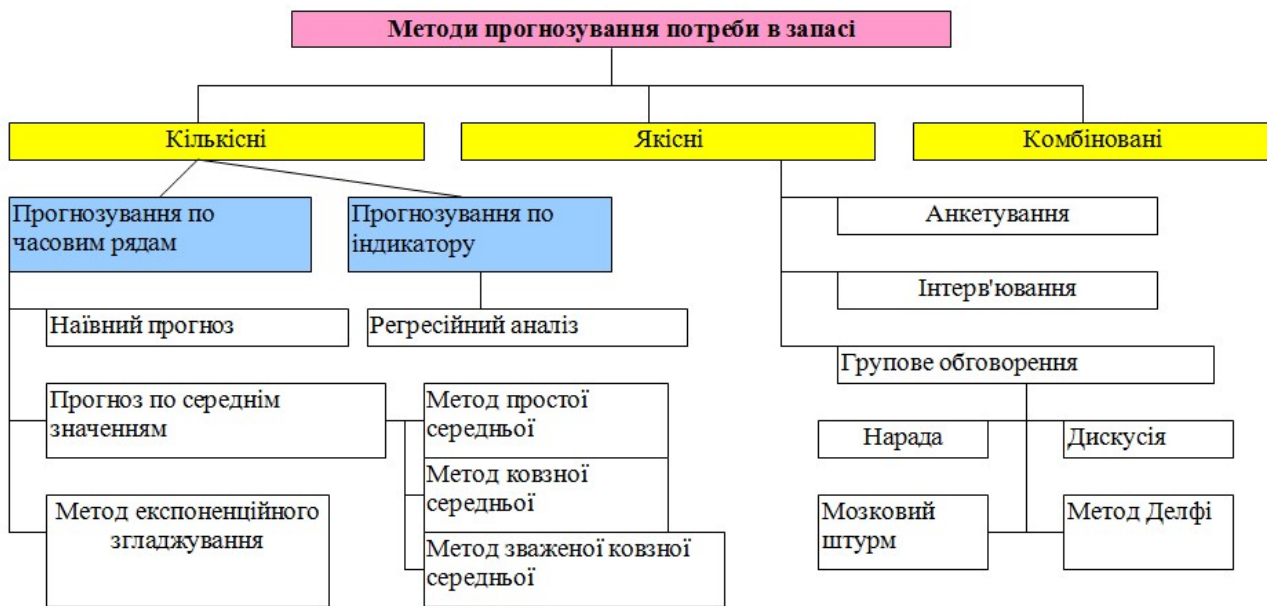 Методи прогнозування потреби в запасі
Кількісні
Якісні
Комбіновані
Прогнозування по
часовим рядам
Прогнозування по
індикатору
Анкетування
Інтерв'ювання
Наївний прогноз
Регресійний аналіз
Групове обговорення
Прогноз по середнім
значенням
Метод простої
середньої
Нарада
Дискусія
Метод ковзної
середньої
Метод експоненційного
згладжування
Мозковий
штурм
Метод Делфі
Метод зваженої ковзної
середньої